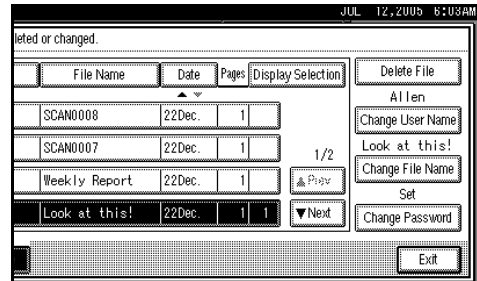 JUL 12,2005 6:03AM
leted or changed.
File Name Date Pages Display Selection Delete File
Allen
SCAN0008 22Dec. 1 Change User Name
Look at this!
SCAN0007 22Dec. 1 1/2 Change File Name
Weekly Report 22Dec. 1 ▲Prev. Set
Look at this! 22Dec. 1 1 ▼Next Change Password
Exit